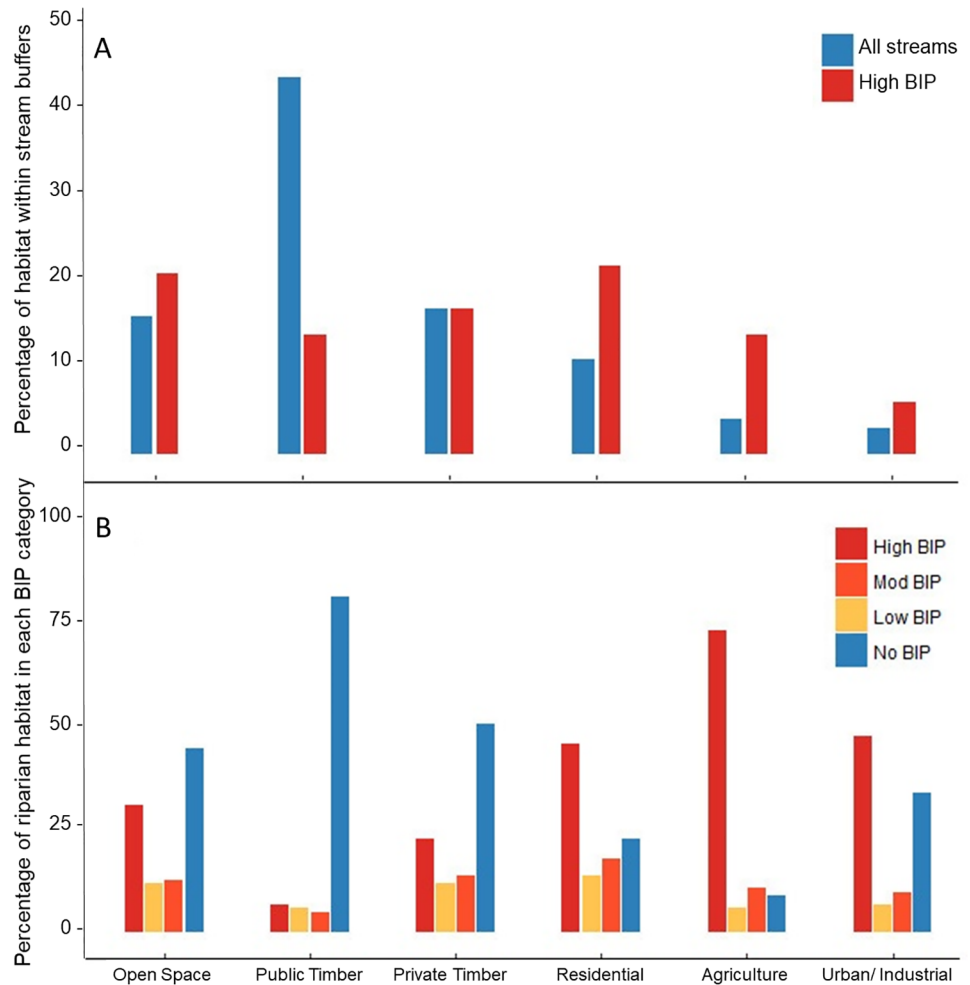 A
Percentage of habitat within stream buffers
50
40
30
20
10
0
All streams
High BIP
B
Percentage of riparian habitat in each BIP category
100
75
50
25
0
High BIP
Mod BIP
Low BIP
No BIP
Open Space
Public Timber
Private Timber
Residential
Agriculture
Urban/ Industrial